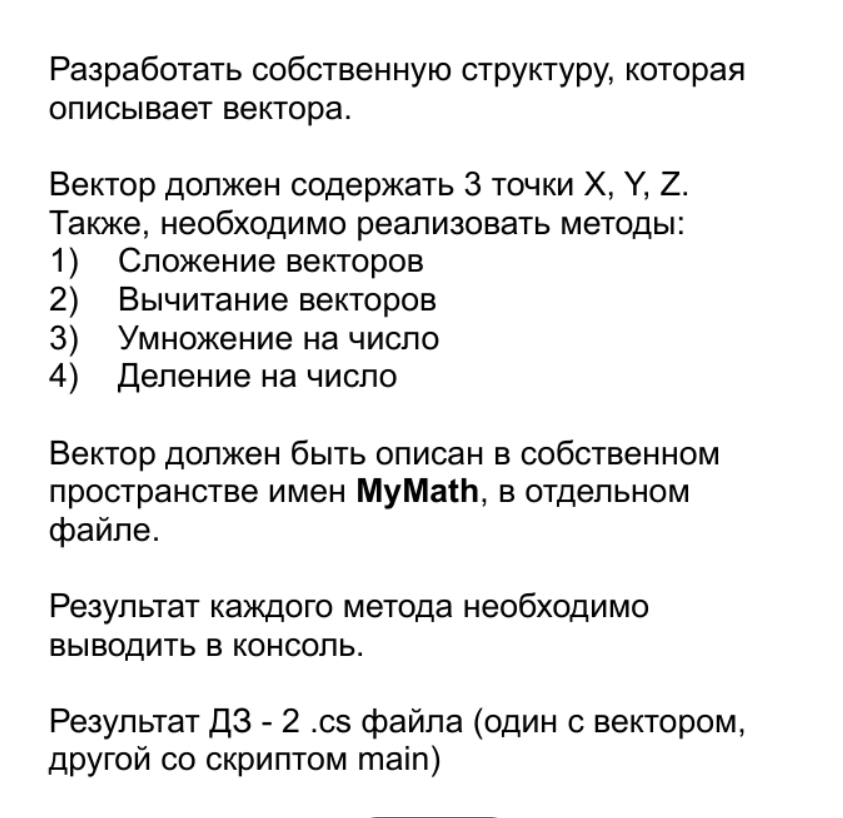 Разработать собственную структуру, которая
описывает вектора.
Вектор должен содержать 3 точки X, Y, Z.
Также, необходимо реализовать методы:
1) Сложение векторов
2) Вычитание векторов
3) Умножение на число
4) Деление на число
Вектор должен быть описан в собственном
пространстве имен MyMath, в отдельном
файле.
Результат каждого метода необходимо
выводить в консоль.
Результат ДЗ - 2 .cs файла (один с вектором,
другой со скриптом main)